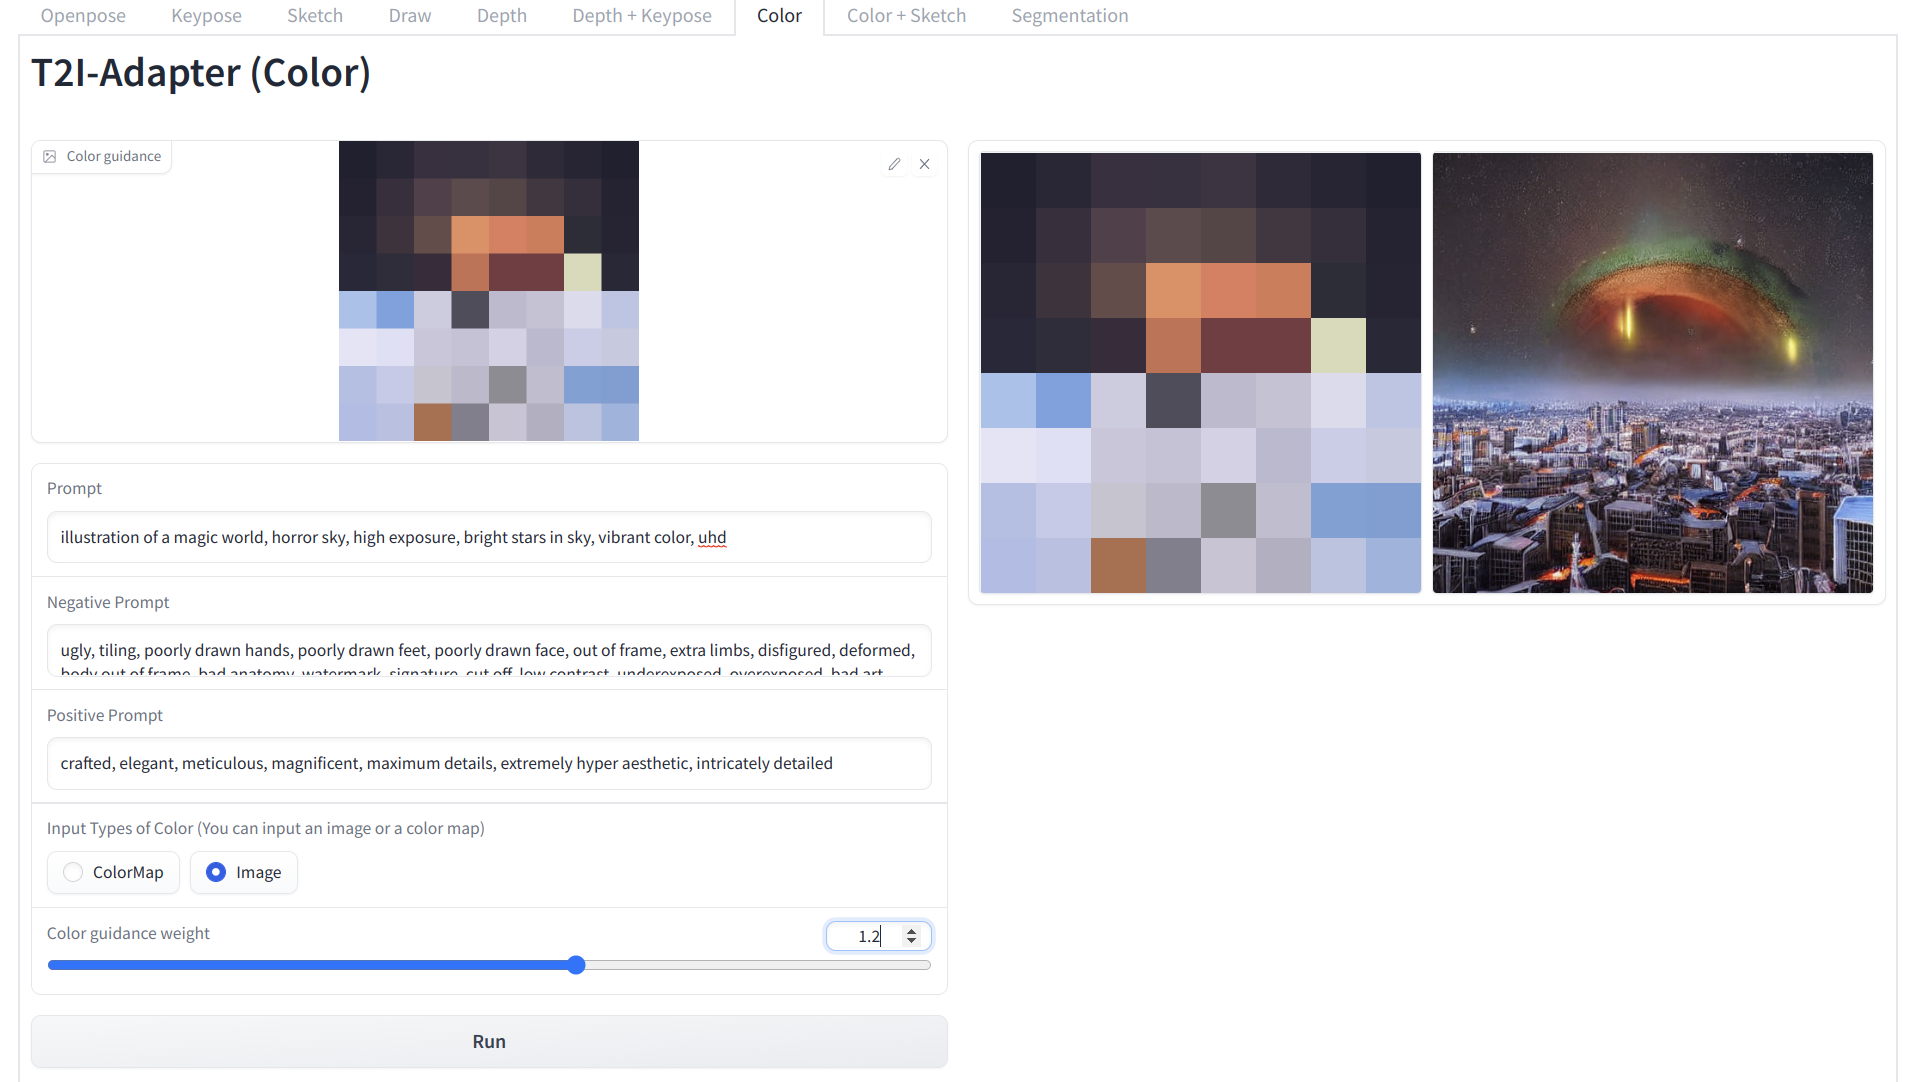 Openpose Keypose Sketch Draw Depth Depth + Keypose Color Color + Sketch Segmentation
T2I-Adapter (Color)
Color guidance
Prompt
illustration of a magic world, horror sky, high exposure, bright stars in sky, vibrant color, uhd
Negative Prompt
ugly, tiling, poorly drawn hands, poorly drawn feet, poorly drawn face, out of frame, extra limbs, disfigured, deformed,
body out of frame, bad anatomy, watermark, signature, cut off, low contrast, underexposed, overexposed, bad art,
Positive Prompt
crafted, elegant, meticulous, magnificent, maximum details, extremely hyper aesthetic, intricately detailed
Input Types of Color (You can input an image or a color map)
ColorMap Image
Color guidance weight
1.2
Run